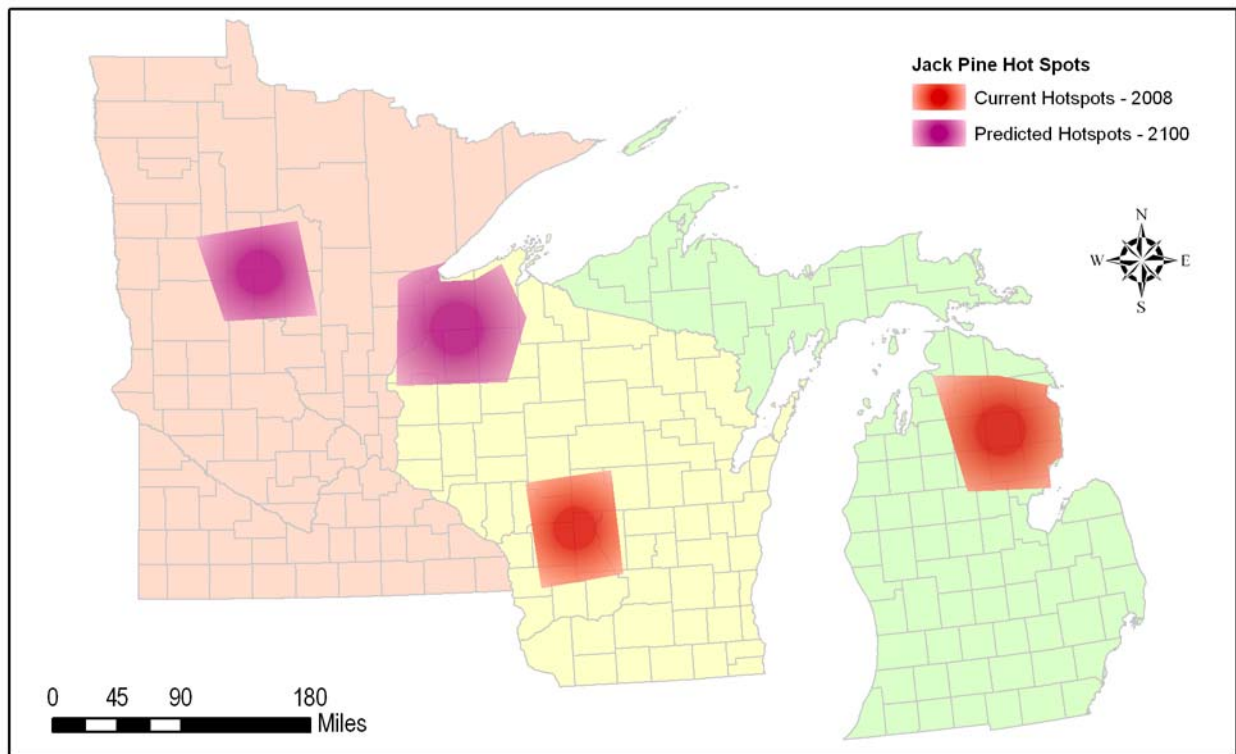 Jack Pine Hot Spots
Current Hotspots - 2008
Predicted Hotspots - 2100
N
W E
S
0 45 90 180
Miles